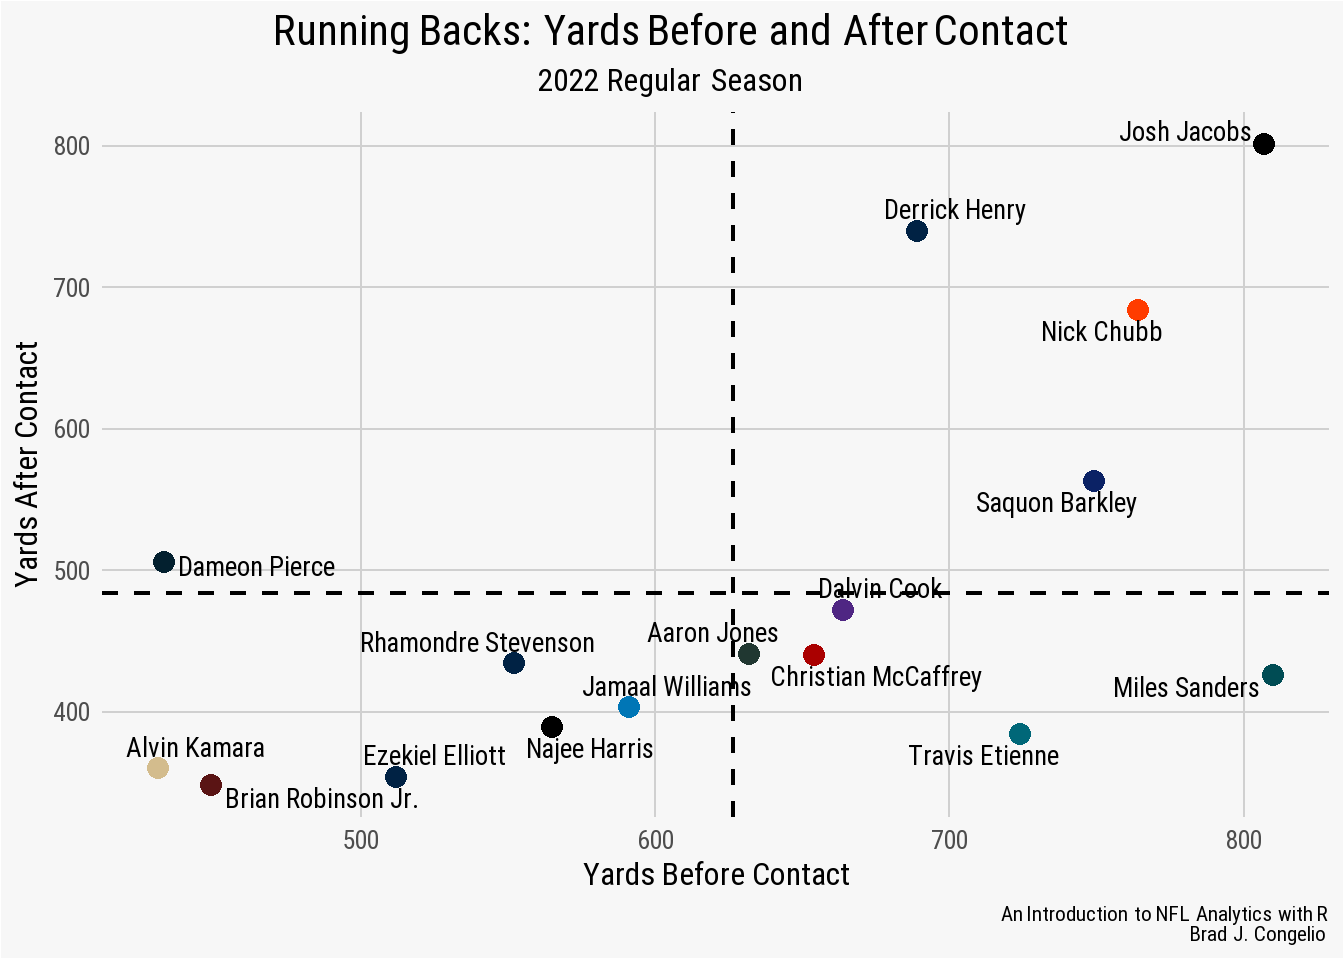 Running Backs: Yards Before and After Contact
2022 Regular Season
Yards After Contact
800
700
600
500
400
Josh Jacobs
Derrick Henry
Nick Chubb
Saquon Barkley
Dameon Pierce
Dalvin Cook
Aaron Jones
Rhamondre Stevenson
Christian McCaffrey
Jamaal Williams
Miles Sanders
Alvin Kamara
Ezekiel Elliott
Najee Harris
Travis Etienne
Brian Robinson Jr.
500
600
700
800
Yards Before Contact
An Introduction to NFL Analytics with R
Brad J. Congelio